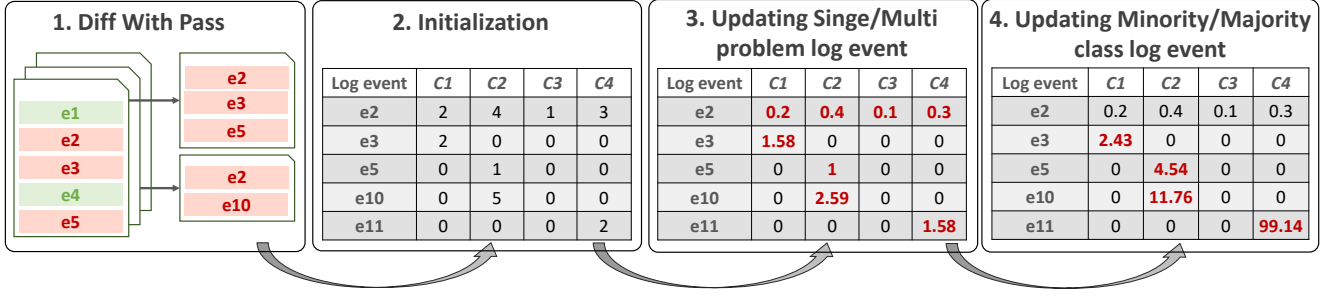 1. Diff With Pass
e1
e2
e3
e4
e5
e2
e3
e5
e2
e10
2. Initialization
Log event C1 C2 C3 C4
e2 2 4 1 3
e3 2 0 0 0
e5 0 1 0 0
e10 0 5 0 0
e11 0 0 0 2
3. Updating Singe/Multi
problem log event
Log event C1 C2 C3 C4
e2 0.2 0.4 0.1 0.3
e3 1.58 0 0 0
e5 0 1 0 0
e10 0 2.59 0 0
e11 0 0 0 1.58
4. Updating Minority/Majority
class log event
Log event C1 C2 C3 C4
e2 0.2 0.4 0.1 0.3
e3 2.43 0 0 0
e5 0 4.54 0 0
e10 0 11.76 0 0
e11 0 0 0 99.14